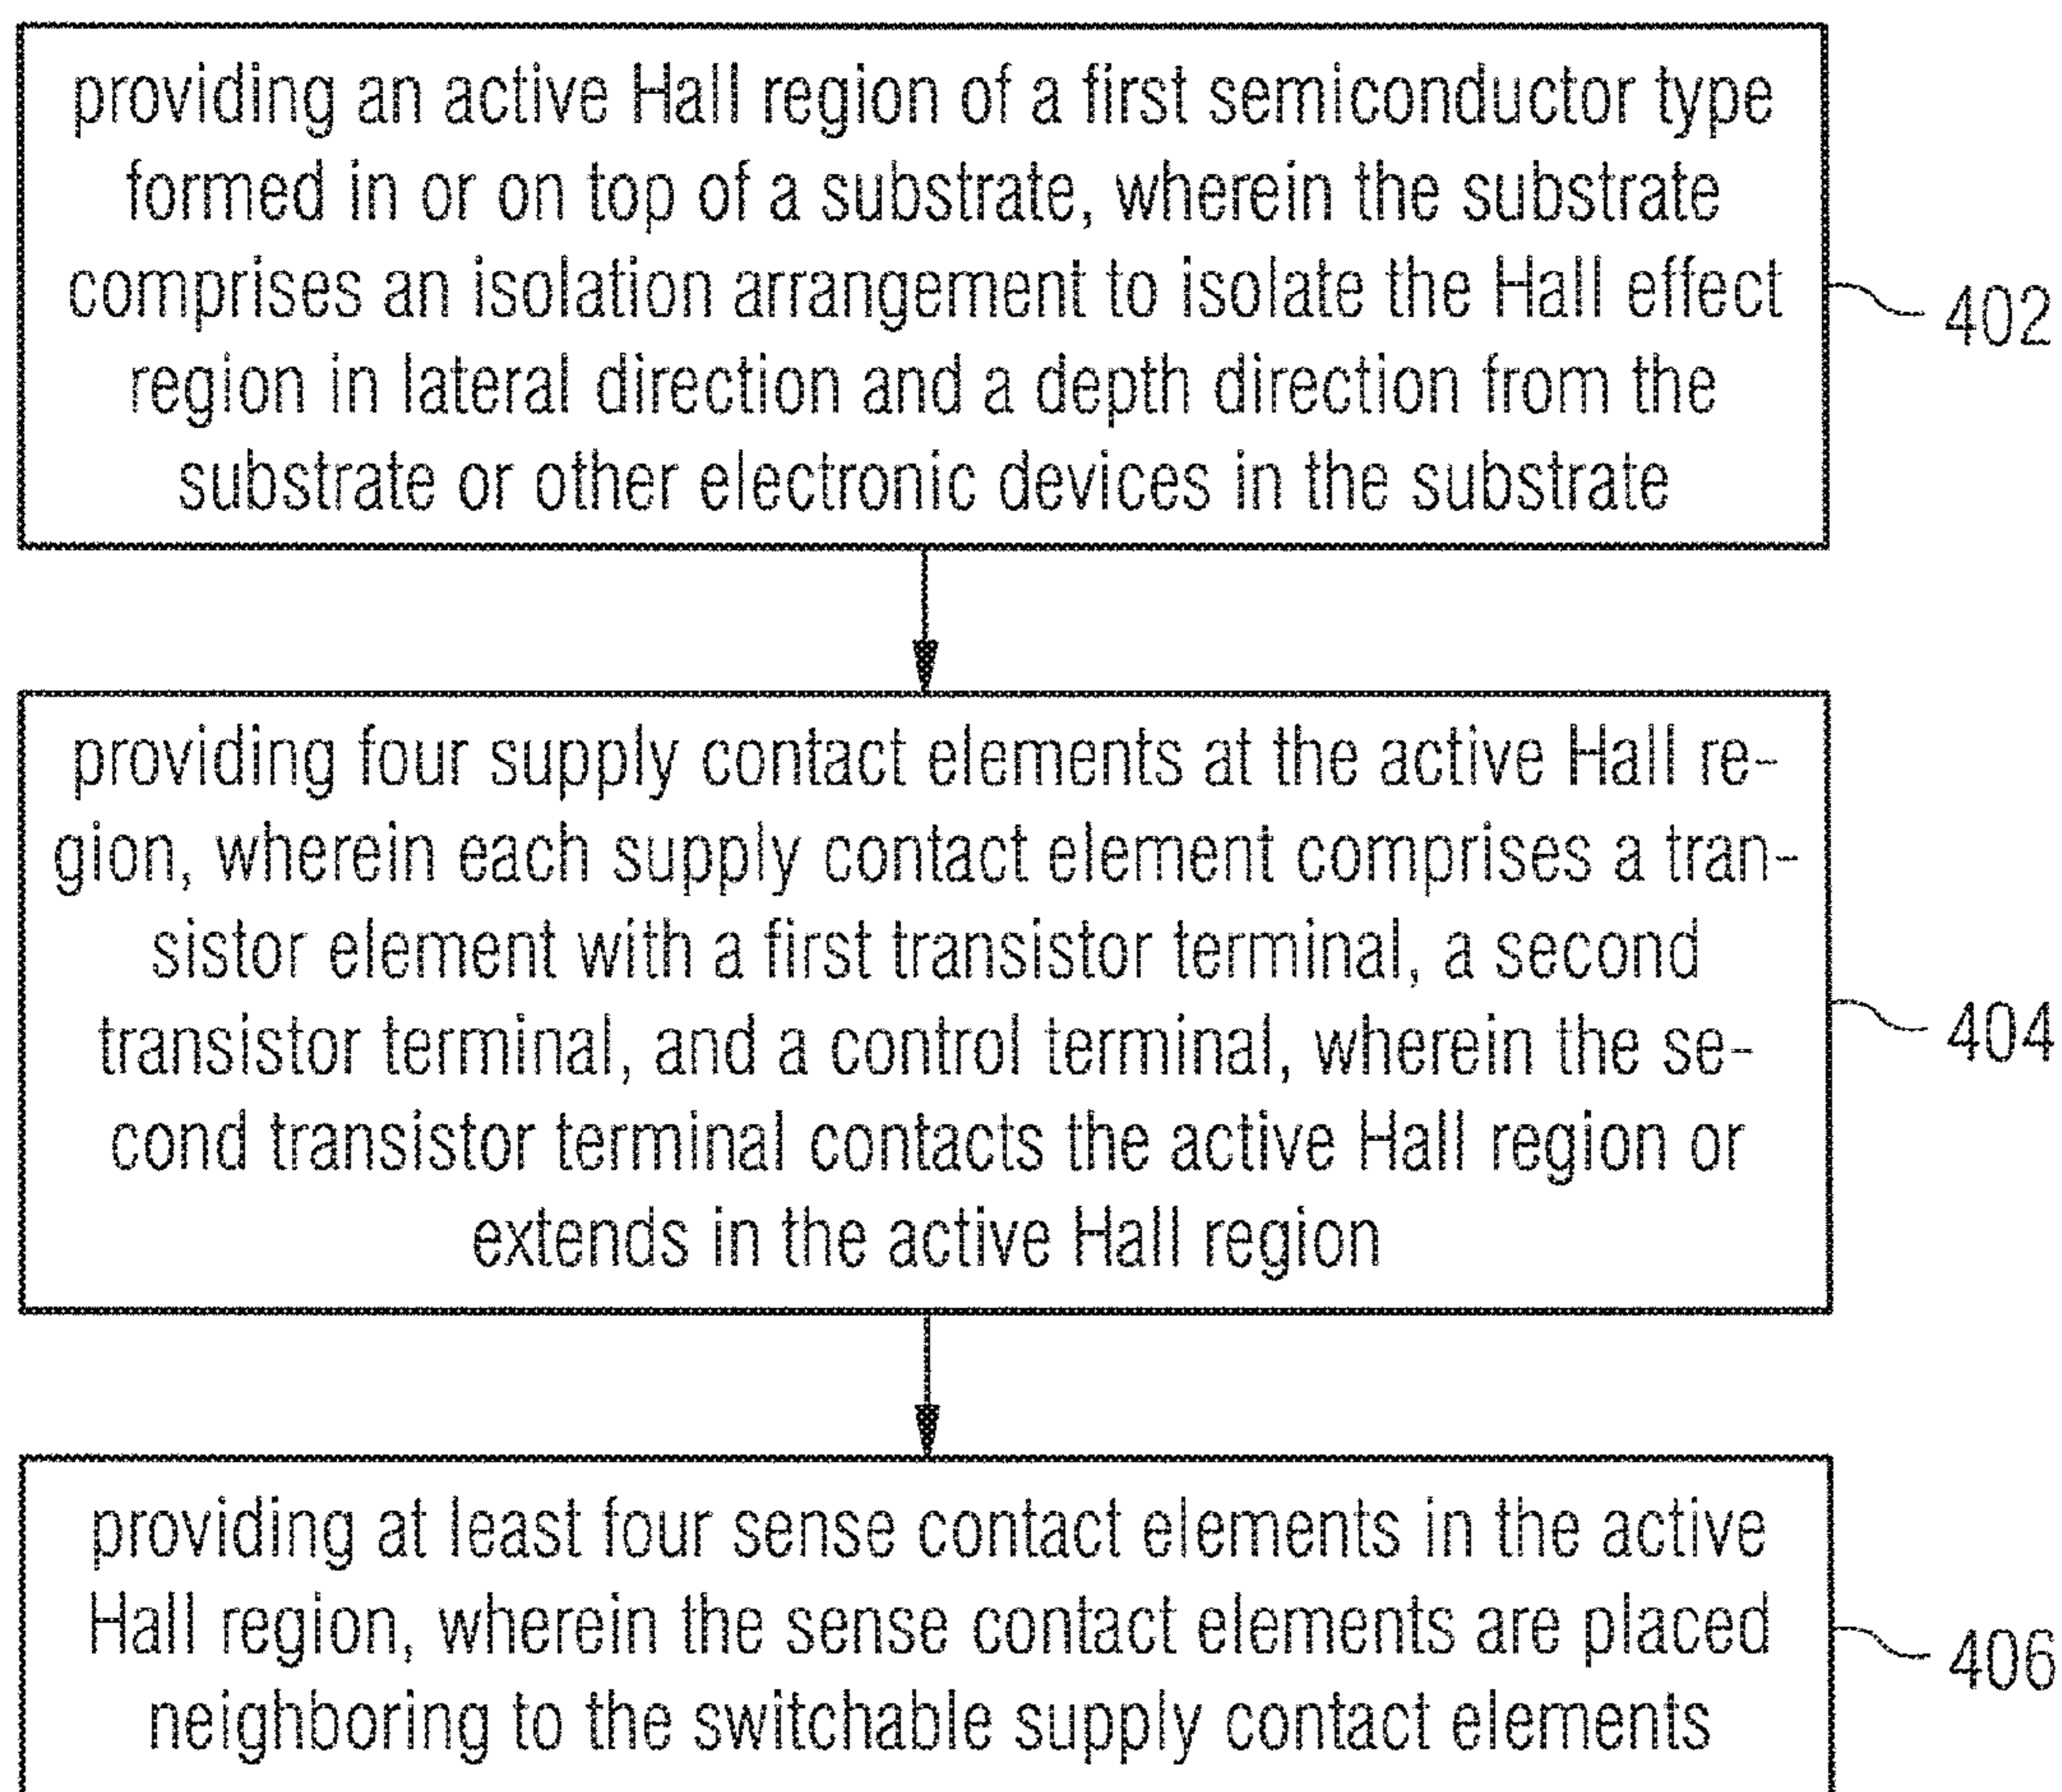 providing an active Hall region of a first semiconductor type
formed in or on top of a substrate, wherein the substrate
comprises an isolation arrangement to isolate the Hall effect
region in lateral direction and a depth direction from the
substrate or other electronic devices in the substrate
402
providing four supply contact elements at the active Hall re-
gion, wherein each supply contact element comprises a tran-
sistor element with a first transistor terminal, a second
transistor terminal, and a control terminal, wherein the se-
cond transistor terminal contacts the active Hall region or
extends in the active Hall region
404
providing at least four sense contact elements in the active
Hall region, wherein the sense contact elements are placed
neighboring to the switchable supply contact elements
406